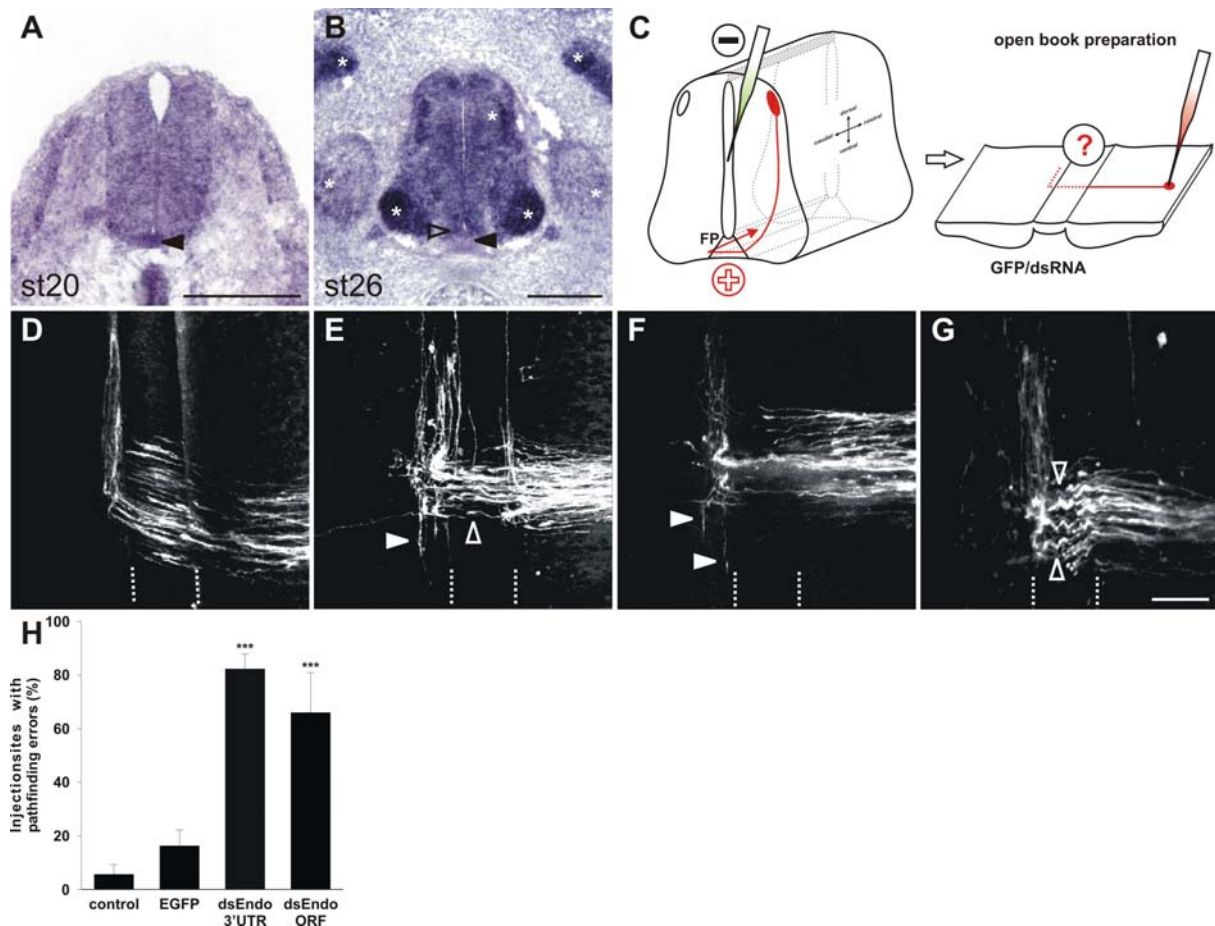 A
st20
B
st26
C
open book preparation
dorsal
caudal
rostral
ventral
FP
?
GFP/dsRNA
D
E
F
G
H
Injectionsites with
pathfinding errors (%)
100
80
60
40
20
0
***
***
control
EGFP
dsEndo
3'UTR
dsEndo
ORF